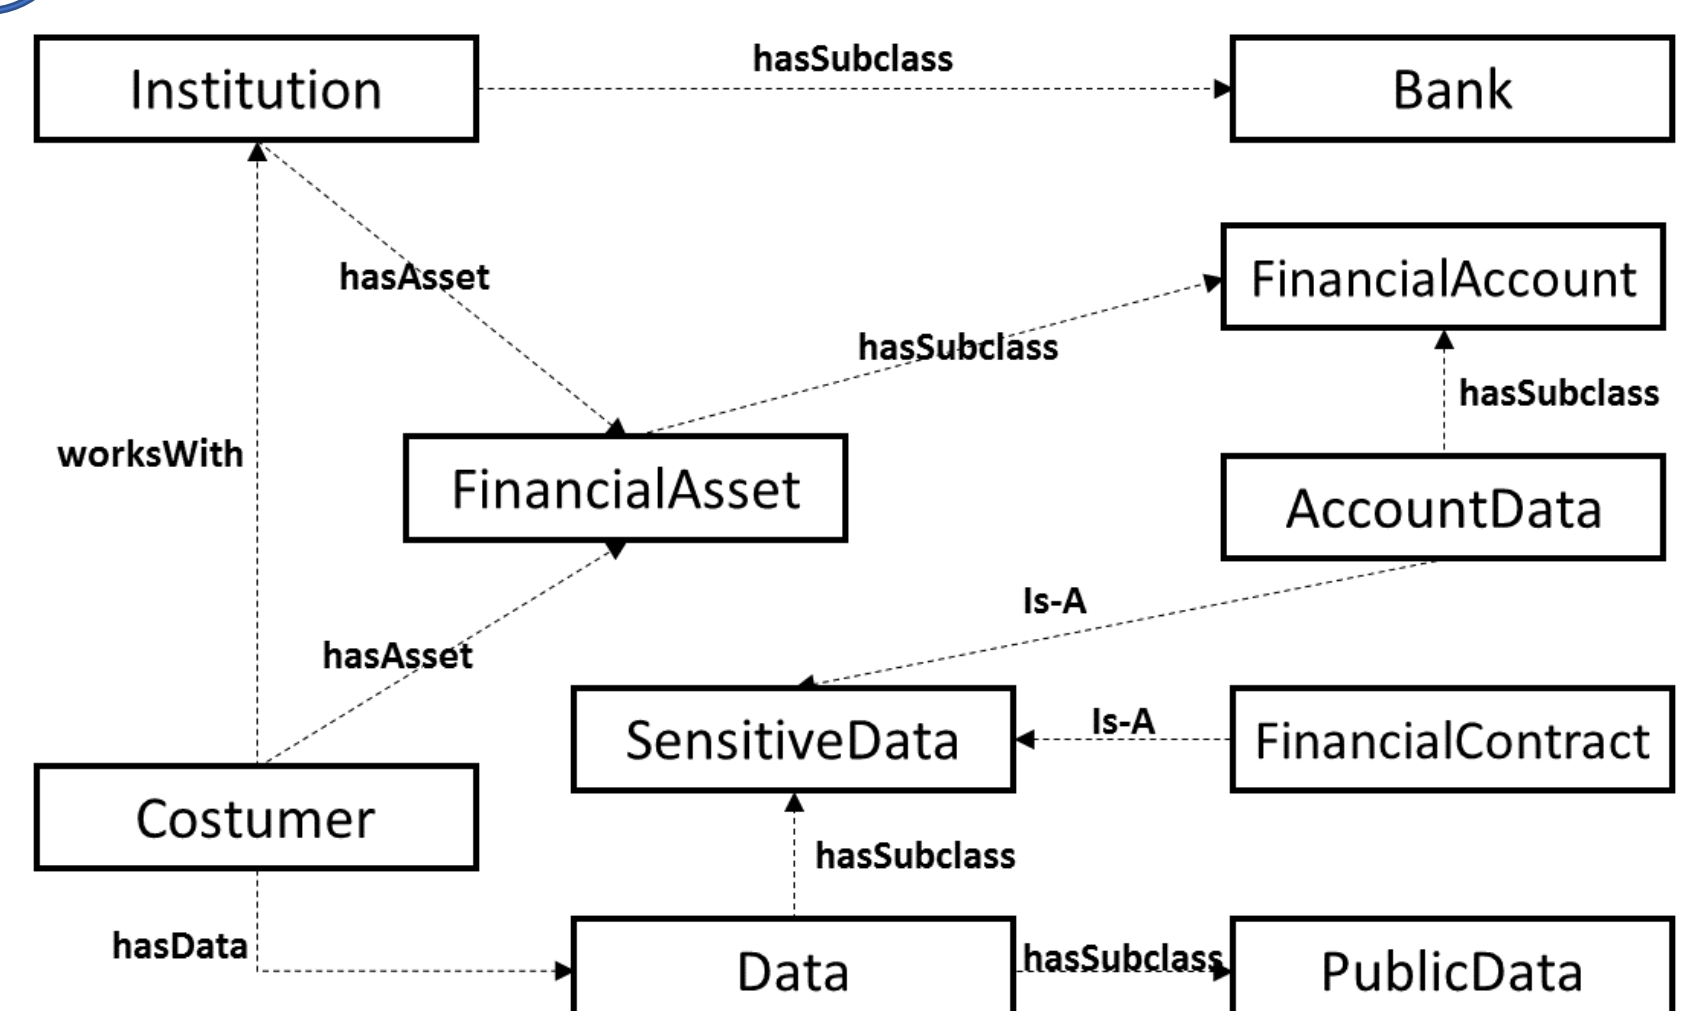 Institution
hasSubclass
Bank
hasAsset
FinancialAccount
hasSubclass
hasSubclass
worksWith
FinancialAsset
AccountData
Is-A
hasAsset
SensitiveData
Is-A
FinancialContract
Costumer
hasSubclass
hasData
Data
hasSubclass
PublicData